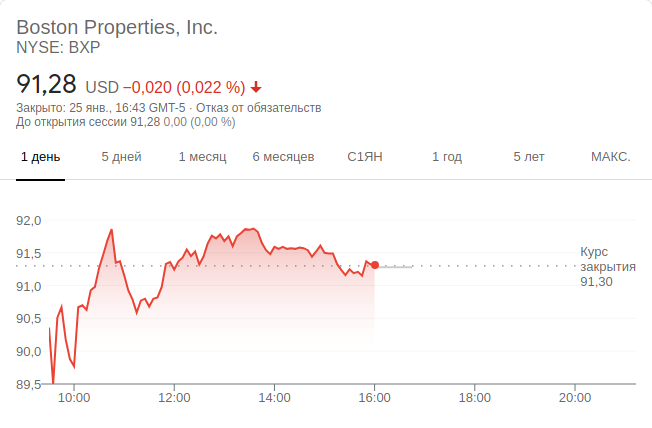 Boston Properties, Inc.
NYSE: BXP
91,28 USD −0,020 (0,022 %)
Закрыто: 25 янв., 16:43 GMT-5 · Отказ от обязательств
До открытия сессии 91,28 0,00 (0,00 %)
1 день 5 дней 1 месяц 6 месяцев С1ЯН 1 год 5 лет МАКС.
92,0
91,5
91,0
90,5
90,0
89,5
Курс
закрытия
91,30
10:00 12:00 14:00 16:00 18:00 20:00